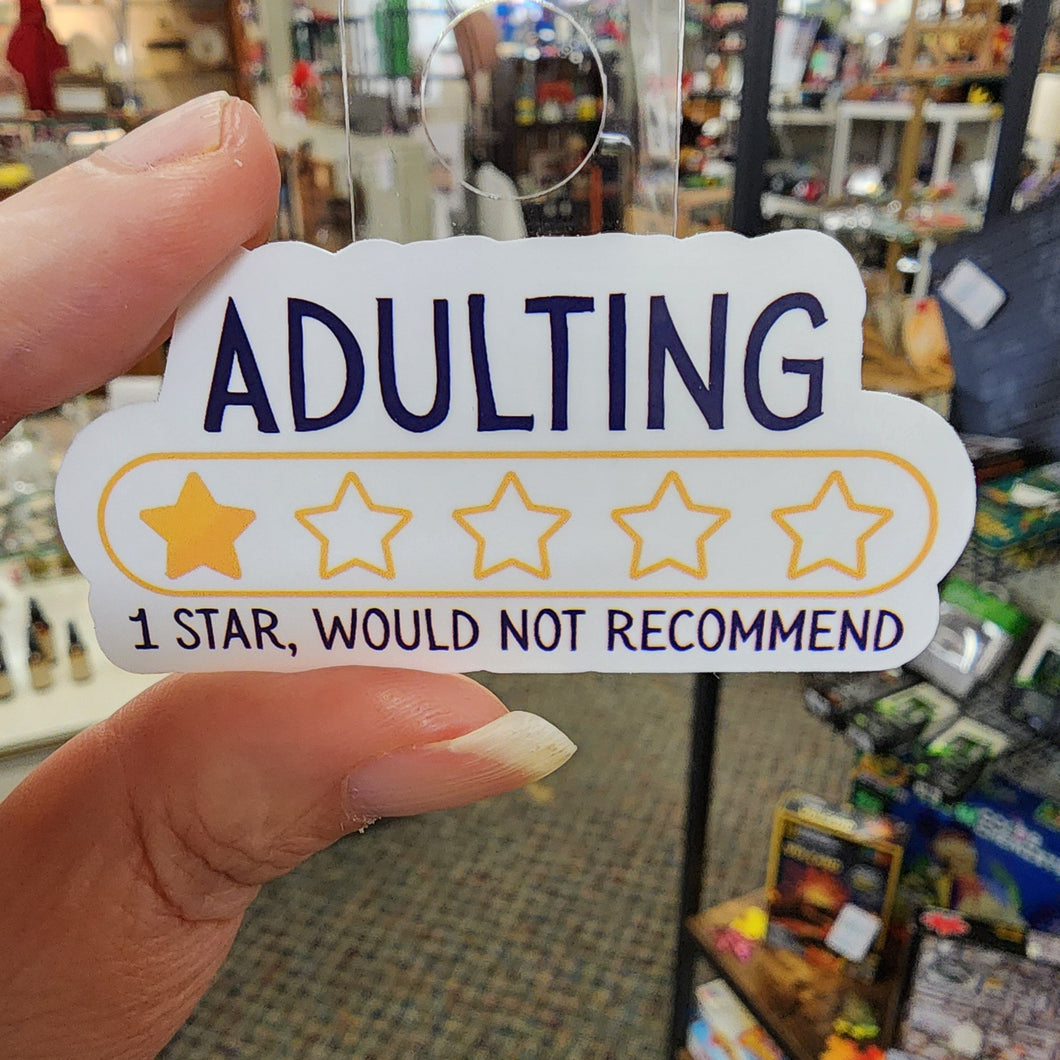 ADULTING
1 STAR, WOULD NOT RECOMMEND